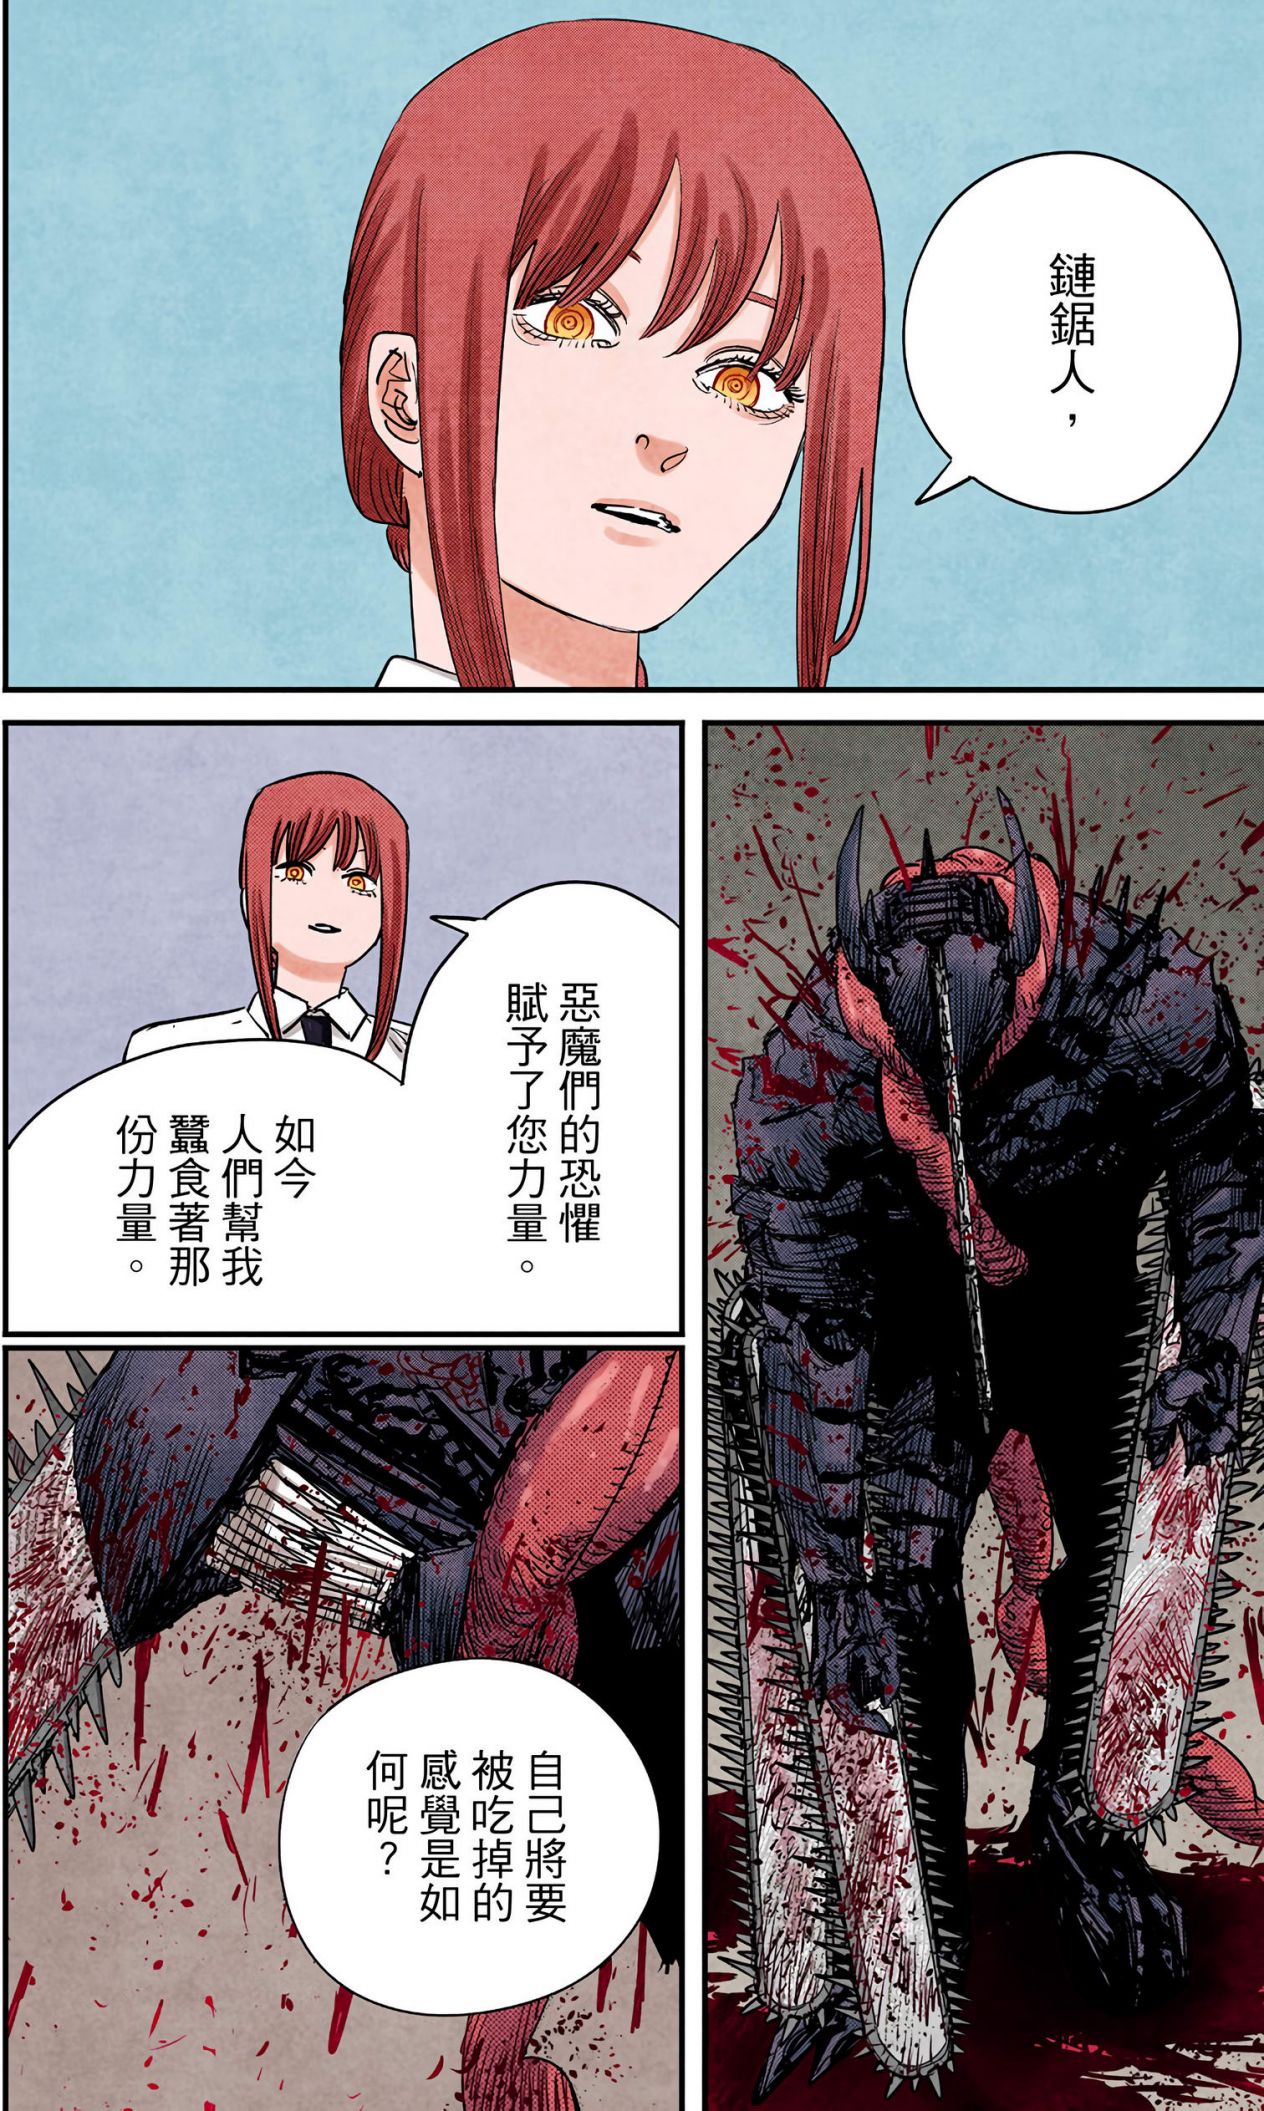 鏈鋸人，
惡魔們的恐懼
賦予了您力量。
如今
人們幫我
蠶食著那
份力量。
自己將要
被吃掉的
感覺是如
何呢？